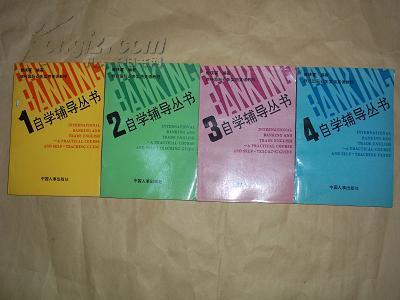 BANKING
1自学辅导丛书
INTERNATIONAL
BANKING AND
TRADE ENGLISH
—A PRACTICAL COURSE
AND SELF-TEACHING GUIDE
中国人事出版社
BANKING
2自学辅导丛书
INTERNATIONAL
BANKING AND
TRADE ENGLISH
—A PRACTICAL COURSE
AND SELF-TEACHING GUIDE
中国人事出版社
BANKING
3自学辅导丛书
INTERNATIONAL
BANKING AND
TRADE ENGLISH
—A PRACTICAL COURSE
AND SELF-TEACHING GUIDE
中国人事出版社
BANKING
4自学辅导丛书
INTERNATIONAL
BANKING AND
TRADE ENGLISH
—A PRACTICAL COURSE
AND SELF-TEACHING GUIDE
中国人事出版社